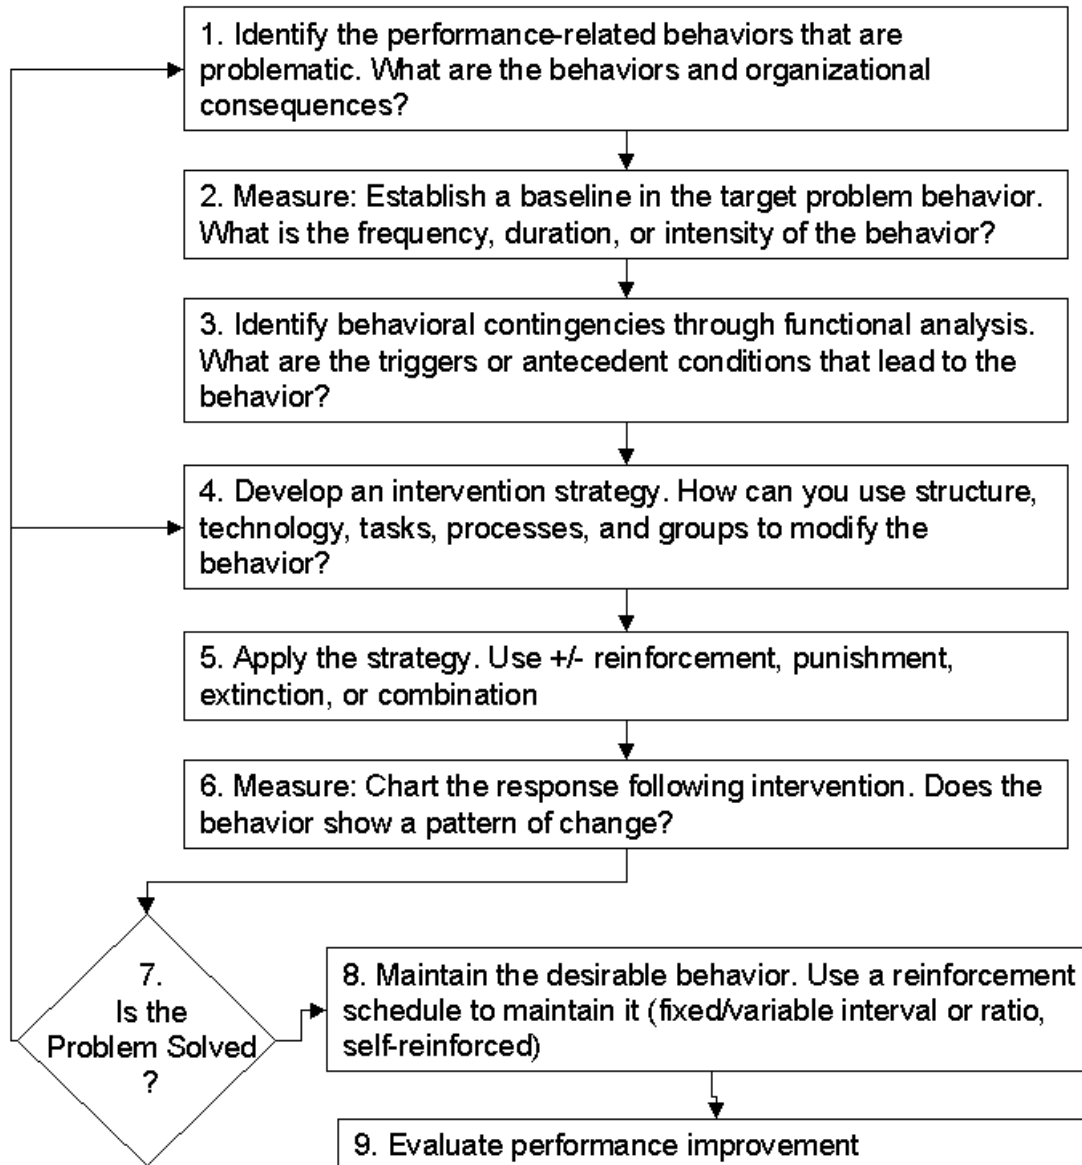 1. Identify the performance-related behaviors that are
problematic. What are the behaviors and organizational
consequences?
2. Measure: Establish a baseline in the target problem behavior.
What is the frequency, duration, or intensity of the behavior?
3. Identify behavioral contingencies through functional analysis.
What are the triggers or antecedent conditions that lead to the
behavior?
4. Develop an intervention strategy. How can you use structure,
technology, tasks, processes, and groups to modify the
behavior?
5. Apply the strategy. Use +/- reinforcement, punishment,
extinction, or combination
6. Measure: Chart the response following intervention. Does the
behavior show a pattern of change?
7.
Is the
Problem Solved
?
8. Maintain the desirable behavior. Use a reinforcement
schedule to maintain it (fixed/variable interval or ratio,
self-reinforced)
9. Evaluate performance improvement